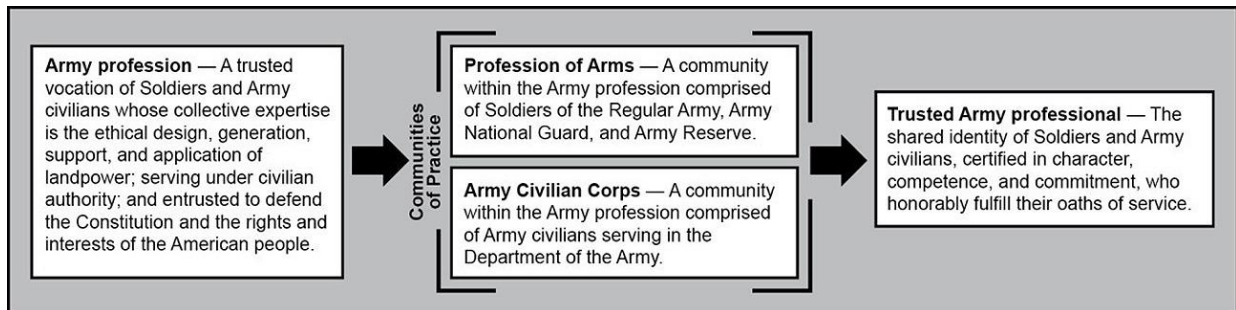 Army profession — A trusted
vocation of Soldiers and Army
civilians whose collective expertise
is the ethical design, generation,
support, and application of
landpower; serving under civilian
authority; and entrusted to defend
the Constitution and the rights and
interests of the American people.
Communities
of Practice
Profession of Arms — A community
within the Army profession comprised
of Soldiers of the Regular Army, Army
National Guard, and Army Reserve.
Army Civilian Corps — A community
within the Army profession comprised
of Army civilians serving in the
Department of the Army.
Trusted Army professional — The
shared identity of Soldiers and Army
civilians, certified in character,
competence, and commitment, who
honorably fulfill their oaths of service.